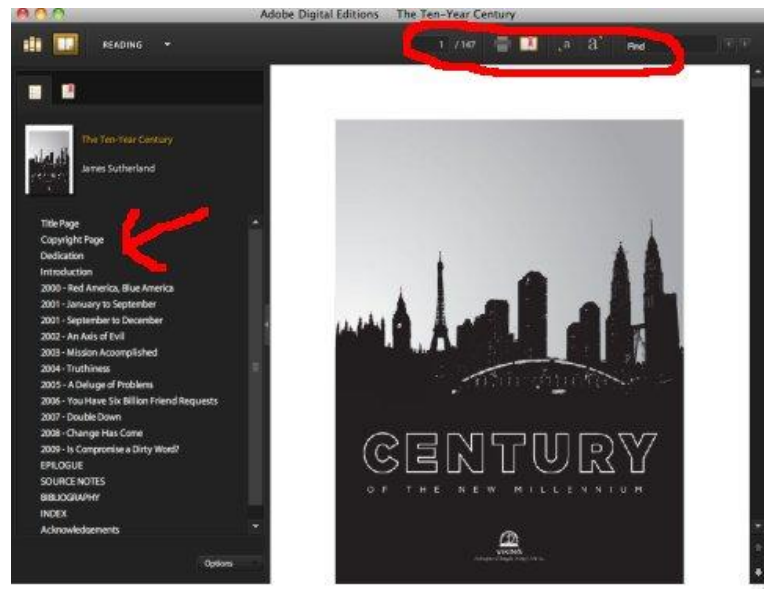 Adobe Digital Editions    The Ten-Year Century
READING
1 / 167 a a Find
The Ten-Year Century
James Sutherland
Title Page
Copyright Page
Dedication
Introduction
2000 - Red America, Blue America
2001 - January to September
2001 - September to December
2002 - An Axis of Evil
2003 - Mission Accomplished
2004 - Truthiness
2005 - A Deluge of Problems
2006 - You Have Six Billion Friend Requests
2007 - Double Down
2008 - Change Has Come
2009 - Is Compromise a Dirty Word?
EPILOGUE
SOURCE NOTES
BIBLIOGRAPHY
INDEX
Acknowledgements
Options
CENTURY
OF THE NEW MILLENNIUM
VIKING